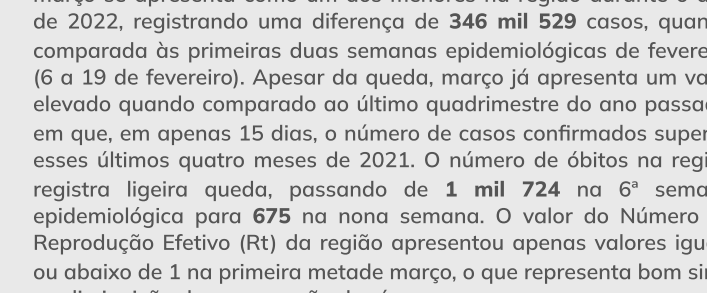 março se apresenta como um dos menores na região durante o
de 2022, registrando uma diferença de 346 mil 529 casos,
comparada às primeiras duas semanas epidemiológicas de
(6 a 19 de fevereiro). Apesar da queda, março já apresenta um
elevado quando comparado ao último quadrimestre do ano
em que, em apenas 15 dias, o número de casos confirmados
esses últimos quatro meses de 2021. O número de óbitos na
registra ligeira queda, passando de 1 mil 724 na 6ª
epidemiológica para 675 na nona semana. O valor do Número
Reprodução Efetivo (Rt) da região apresentou apenas valores
ou abaixo de 1 na primeira metade março, o que representa bom